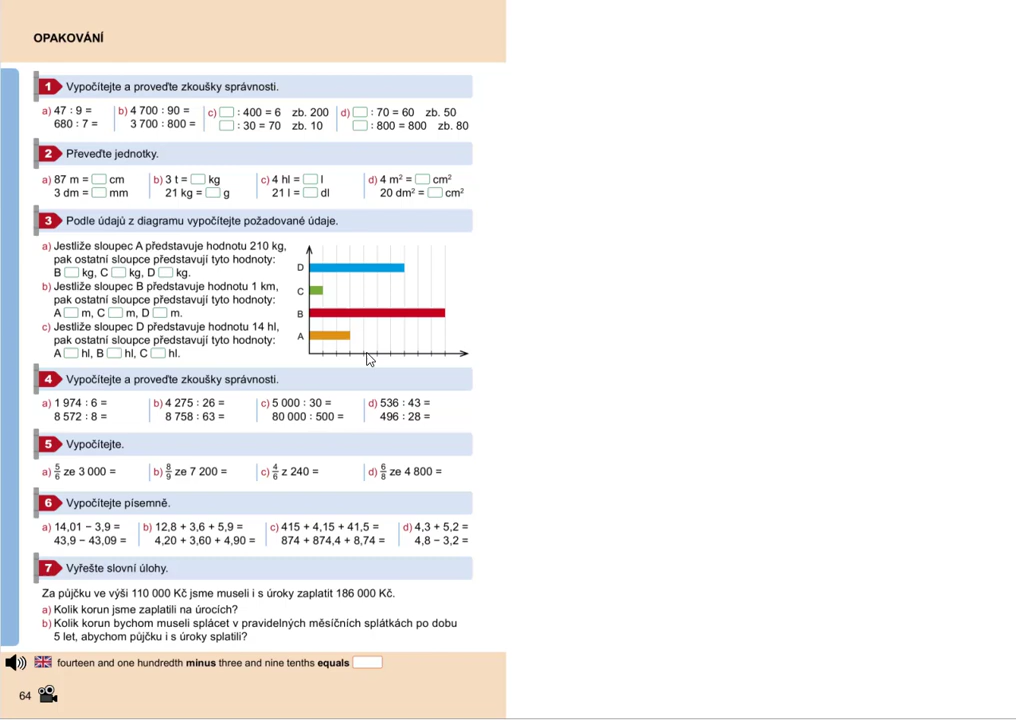 OPAKOVÁNÍ
1 Vypočítejte a proveďte zkoušky správnosti.
a) 47 : 9 = b) 4 700 : 90 = c) □ : 400 = 6 zb. 200 d) □ : 70 = 60 zb. 50
680 : 7 = 3 700 : 800 = □ : 30 = 70 zb. 10 □ : 800 = 800 zb. 80
2 Převeďte jednotky.
a) 87 m = □ cm b) 3 t = □ kg c) 4 hl = □ l d) 4 m² = □ cm²
3 dm = □ mm 21 kg = □ g 21 l = □ dl 20 dm² = □ cm²
3 Podle údajů z diagramu vypočítejte požadované údaje.
a) Jestliže sloupec A představuje hodnotu 210 kg,
pak ostatní sloupce představují tyto hodnoty:
B □ kg, C □ kg, D □ kg.
b) Jestliže sloupec B představuje hodnotu 1 km,
pak ostatní sloupce představují tyto hodnoty:
A □ m, C □ m, D □ m.
c) Jestliže sloupec D představuje hodnotu 14 hl,
pak ostatní sloupce představují tyto hodnoty:
A □ hl, B □ hl, C □ hl.
D
C
B
A
4 Vypočítejte a proveďte zkoušky správnosti.
a) 1 974 : 6 = b) 4 275 : 26 = c) 5 000 : 30 = d) 536 : 43 =
8 572 : 8 = 8 758 : 63 = 80 000 : 500 = 496 : 28 =
5 Vypočítejte.
a) 5/6 ze 3 000 = b) 8/9 ze 7 200 = c) 4/6 z 240 = d) 6/8 ze 4 800 =
6 Vypočítejte písemně.
a) 14,01 − 3,9 = b) 12,8 + 3,6 + 5,9 = c) 415 + 4,15 + 41,5 = d) 4,3 + 5,2 =
43,9 − 43,09 = 4,20 + 3,60 + 4,90 = 874 + 874,4 + 8,74 = 4,8 − 3,2 =
7 Vyřešte slovní úlohy.
Za půjčku ve výši 110 000 Kč jsme museli i s úroky zaplatit 186 000 Kč.
a) Kolik korun jsme zaplatili na úrocích?
b) Kolik korun bychom museli splácet v pravidelných měsíčních splátkách po dobu
5 let, abychom půjčku i s úroky splatili?
fourteen and one hundredth minus three and nine tenths equals
64